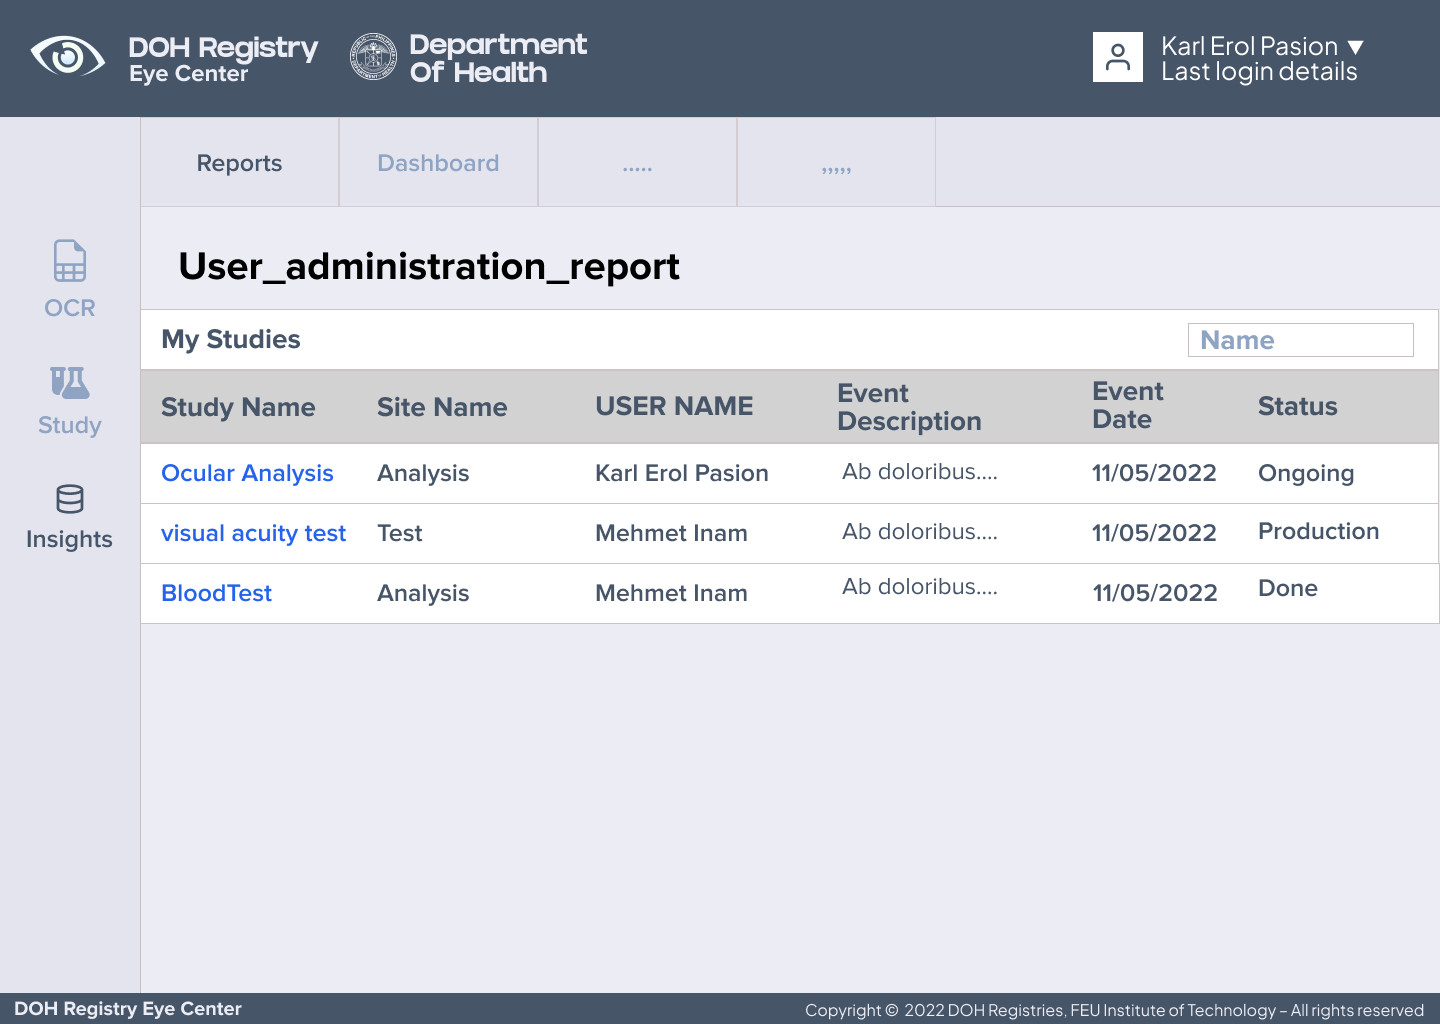 DOH Registry
Eye Center
Department
Of Health
Karl Erol Pasion ▼
Last login details
Reports
Dashboard
.....
,,,,,
OCR
Study
Insights
User_administration_report
My Studies
Name
Study Name
Site Name
USER NAME
Event
Description
Event
Date
Status
Ocular Analysis
Analysis
Karl Erol Pasion
Ab doloribus....
11/05/2022
Ongoing
visual acuity test
Test
Mehmet Inam
Ab doloribus....
11/05/2022
Production
BloodTest
Analysis
Mehmet Inam
Ab doloribus....
11/05/2022
Done
DOH Registry Eye Center
Copyright © 2022 DOH Registries, FEU Institute of Technology – All rights reserved